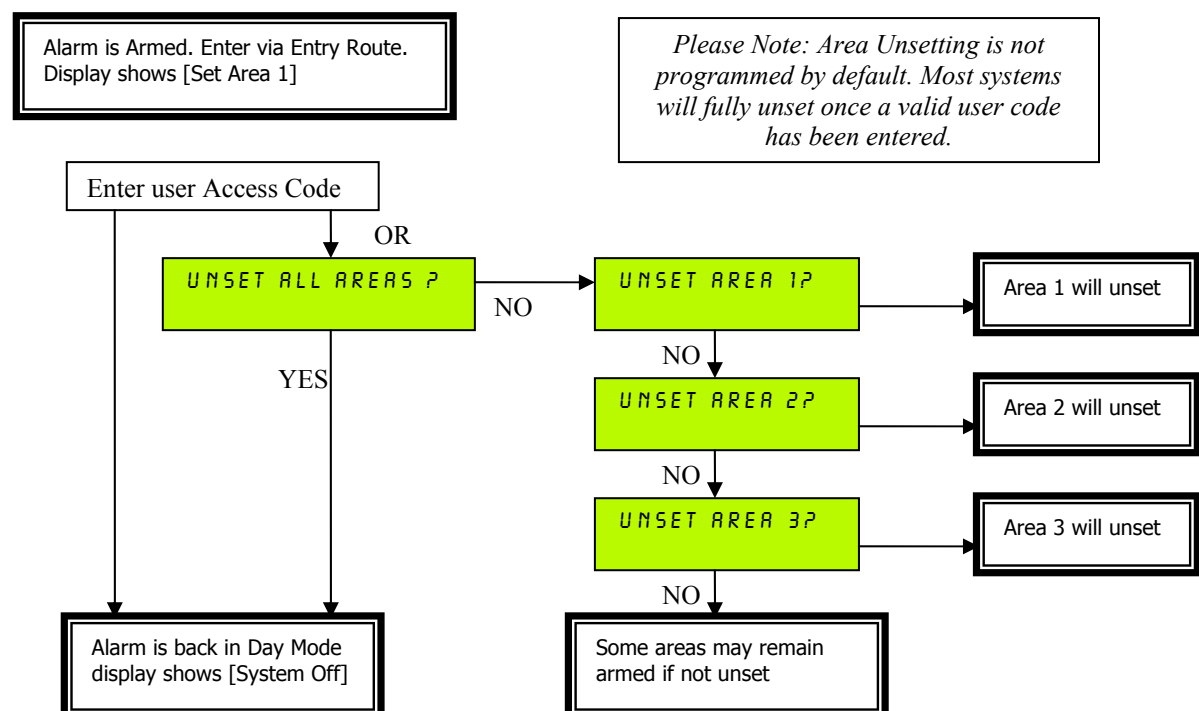 Alarm is Armed. Enter via Entry Route.
Display shows [Set Area 1]
Please Note: Area Unsetting is not
programmed by default. Most systems
will fully unset once a valid user code
has been entered.
Enter user Access Code
OR
UNSET ALL AREAS ?
NO
UNSET AREA 1?
Area 1 will unset
NO
YES
UNSET AREA 2?
Area 2 will unset
NO
UNSET AREA 3?
Area 3 will unset
NO
Alarm is back in Day Mode
display shows [System Off]
Some areas may remain
armed if not unset